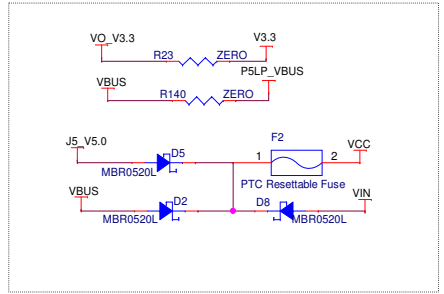 VO_V3.3
V3.3
R23
ZERO
P5LP_VBUS
VBUS
R140
ZERO
J5_V5.0
D5
F2
VCC
1
2
MBR0520L
PTC Resettable Fuse
VBUS
D2
D8
VIN
MBR0520L
MBR0520L